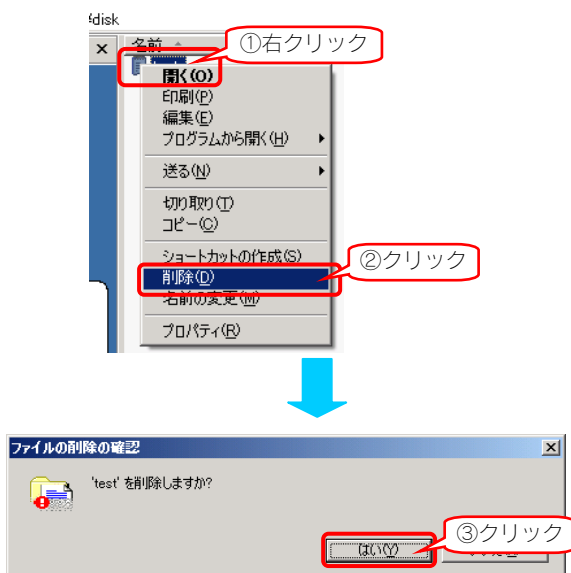 disk
名前
①右クリック
開く(O)
印刷(P)
編集(E)
プログラムから開く(H)
送る(N)
切り取り(T)
コピー(C)
ショートカットの作成(S)
②クリック
削除(D)
名前の変更(M)
プロパティ(R)
ファイルの削除の確認
'test' を削除しますか?
③クリック
はい(Y)